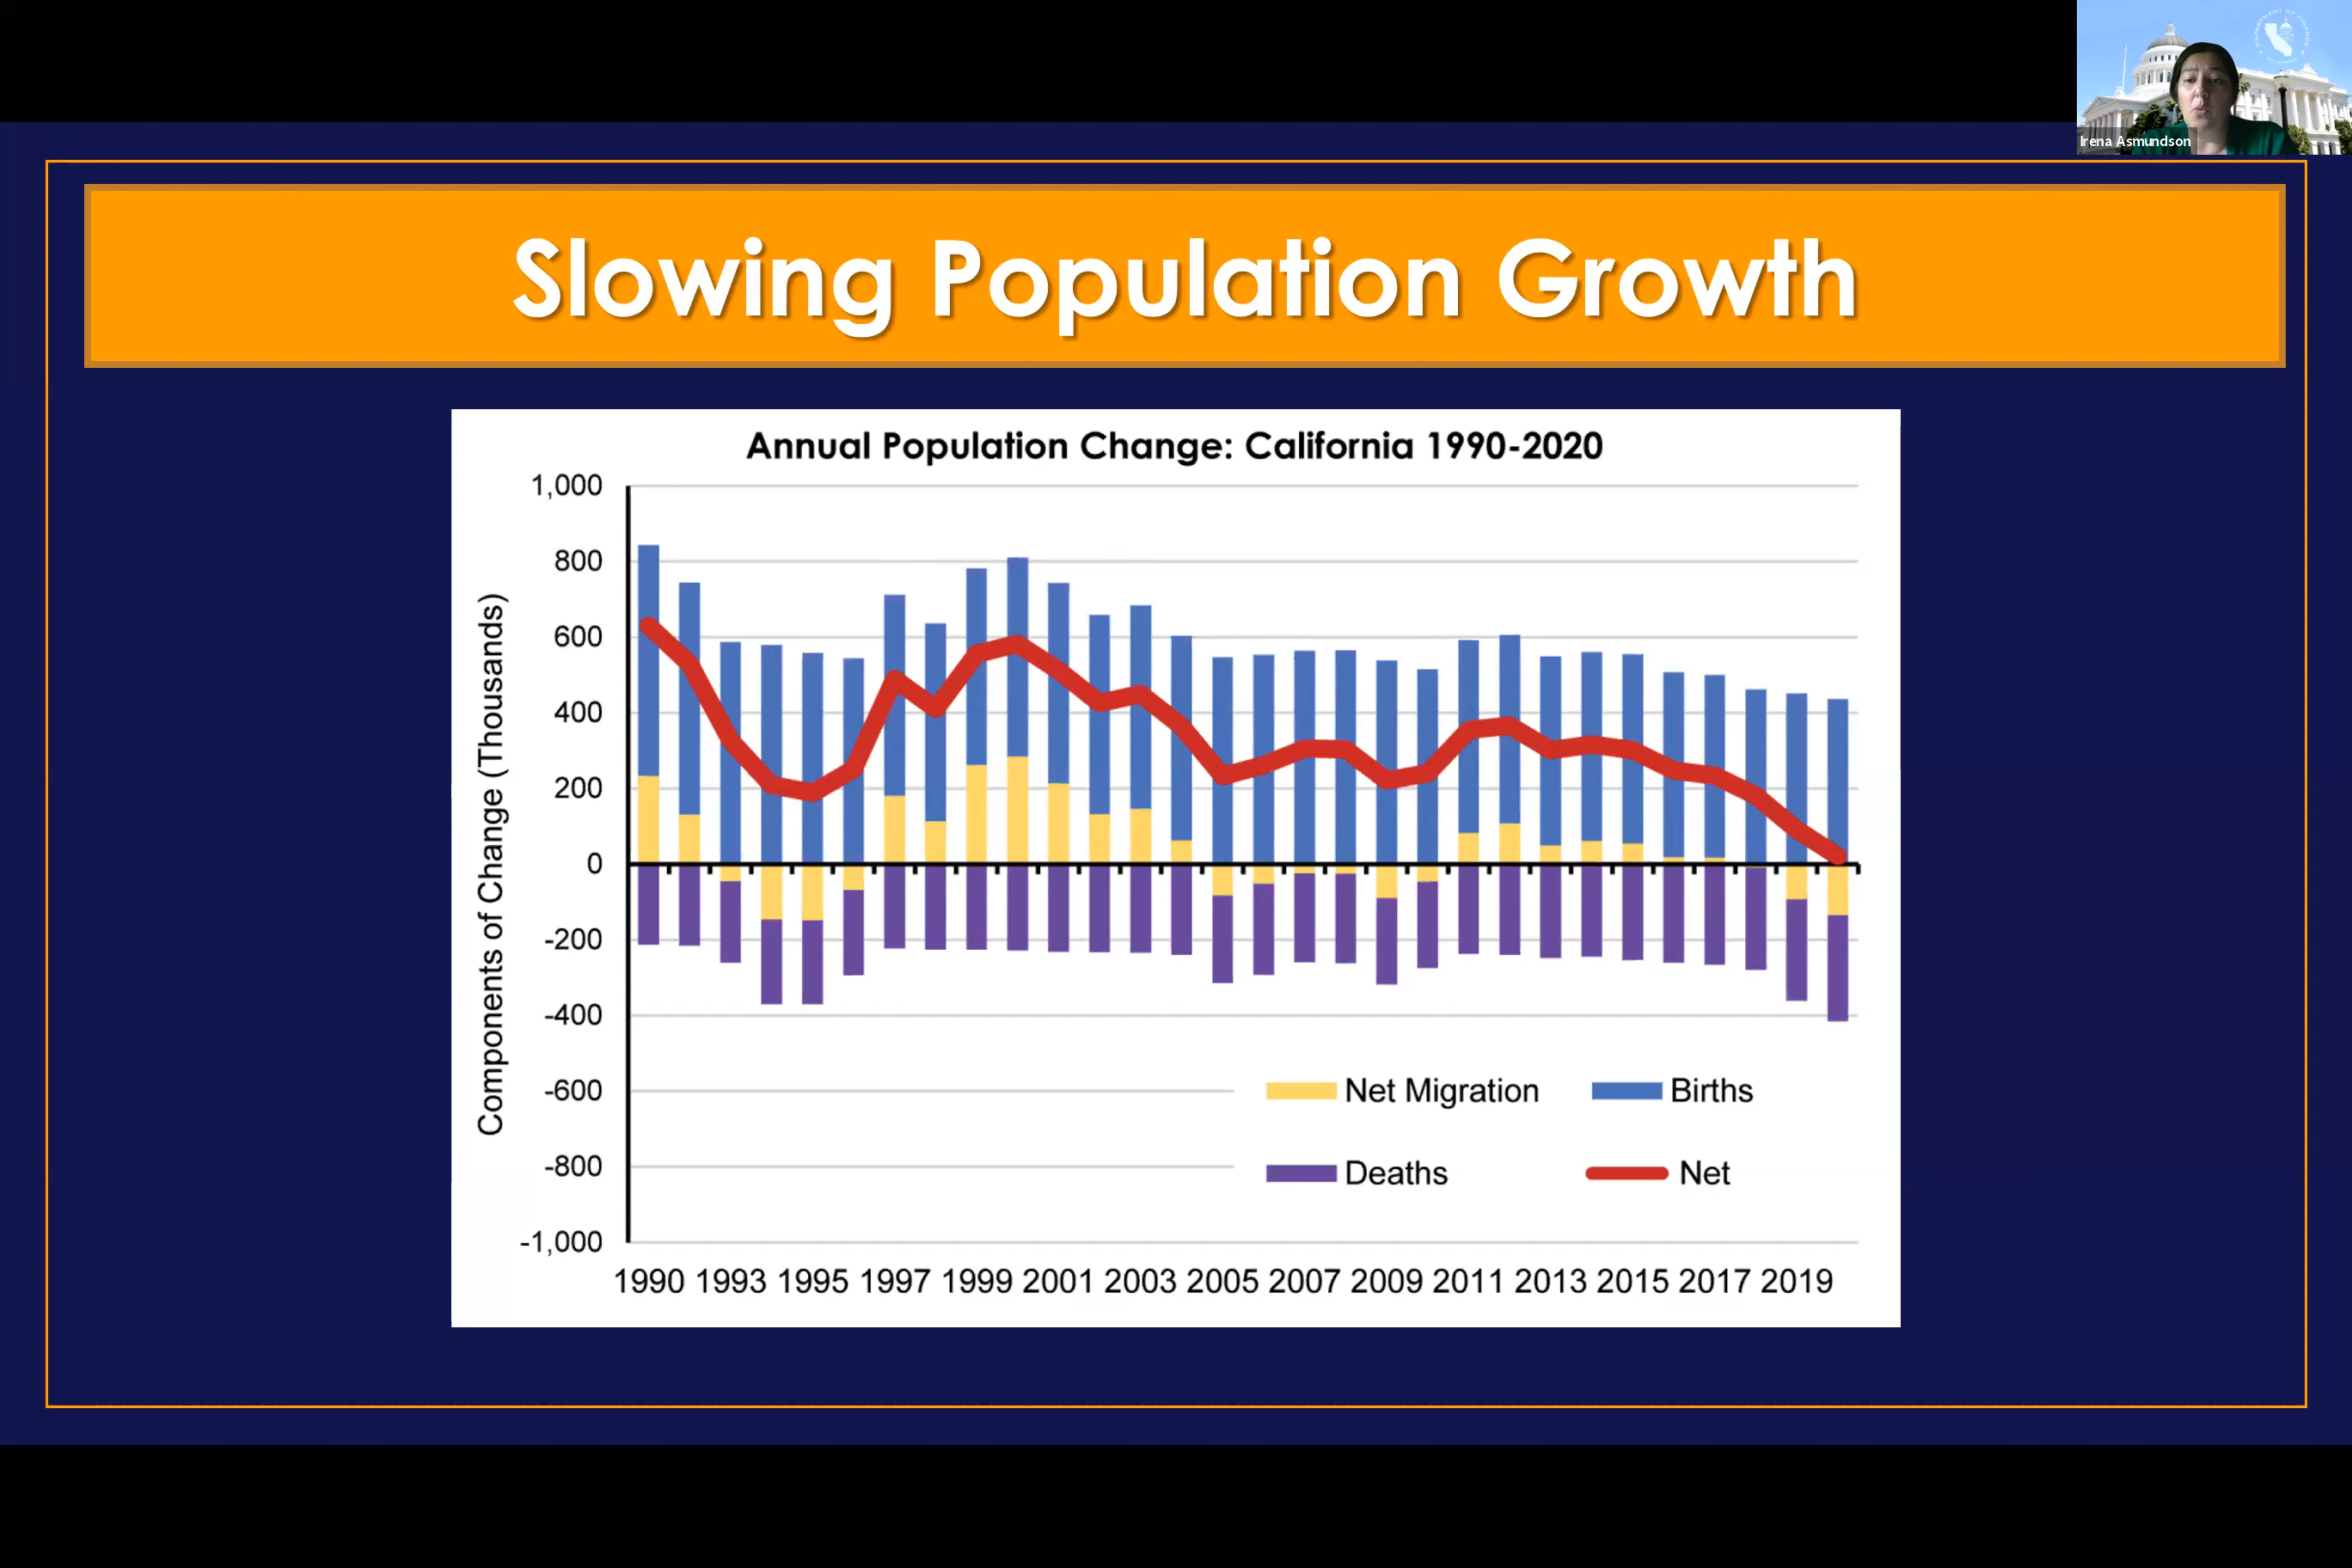 Irena Asmundson
Slowing Population Growth
Annual Population Change: California 1990-2020
Components of Change (Thousands)
1,000
800
600
400
200
0
-200
-400
-600
-800
-1,000
Net Migration Births
Deaths Net
1990 1993 1995 1997 1999 2001 2003 2005 2007 2009 2011 2013 2015 2017 2019